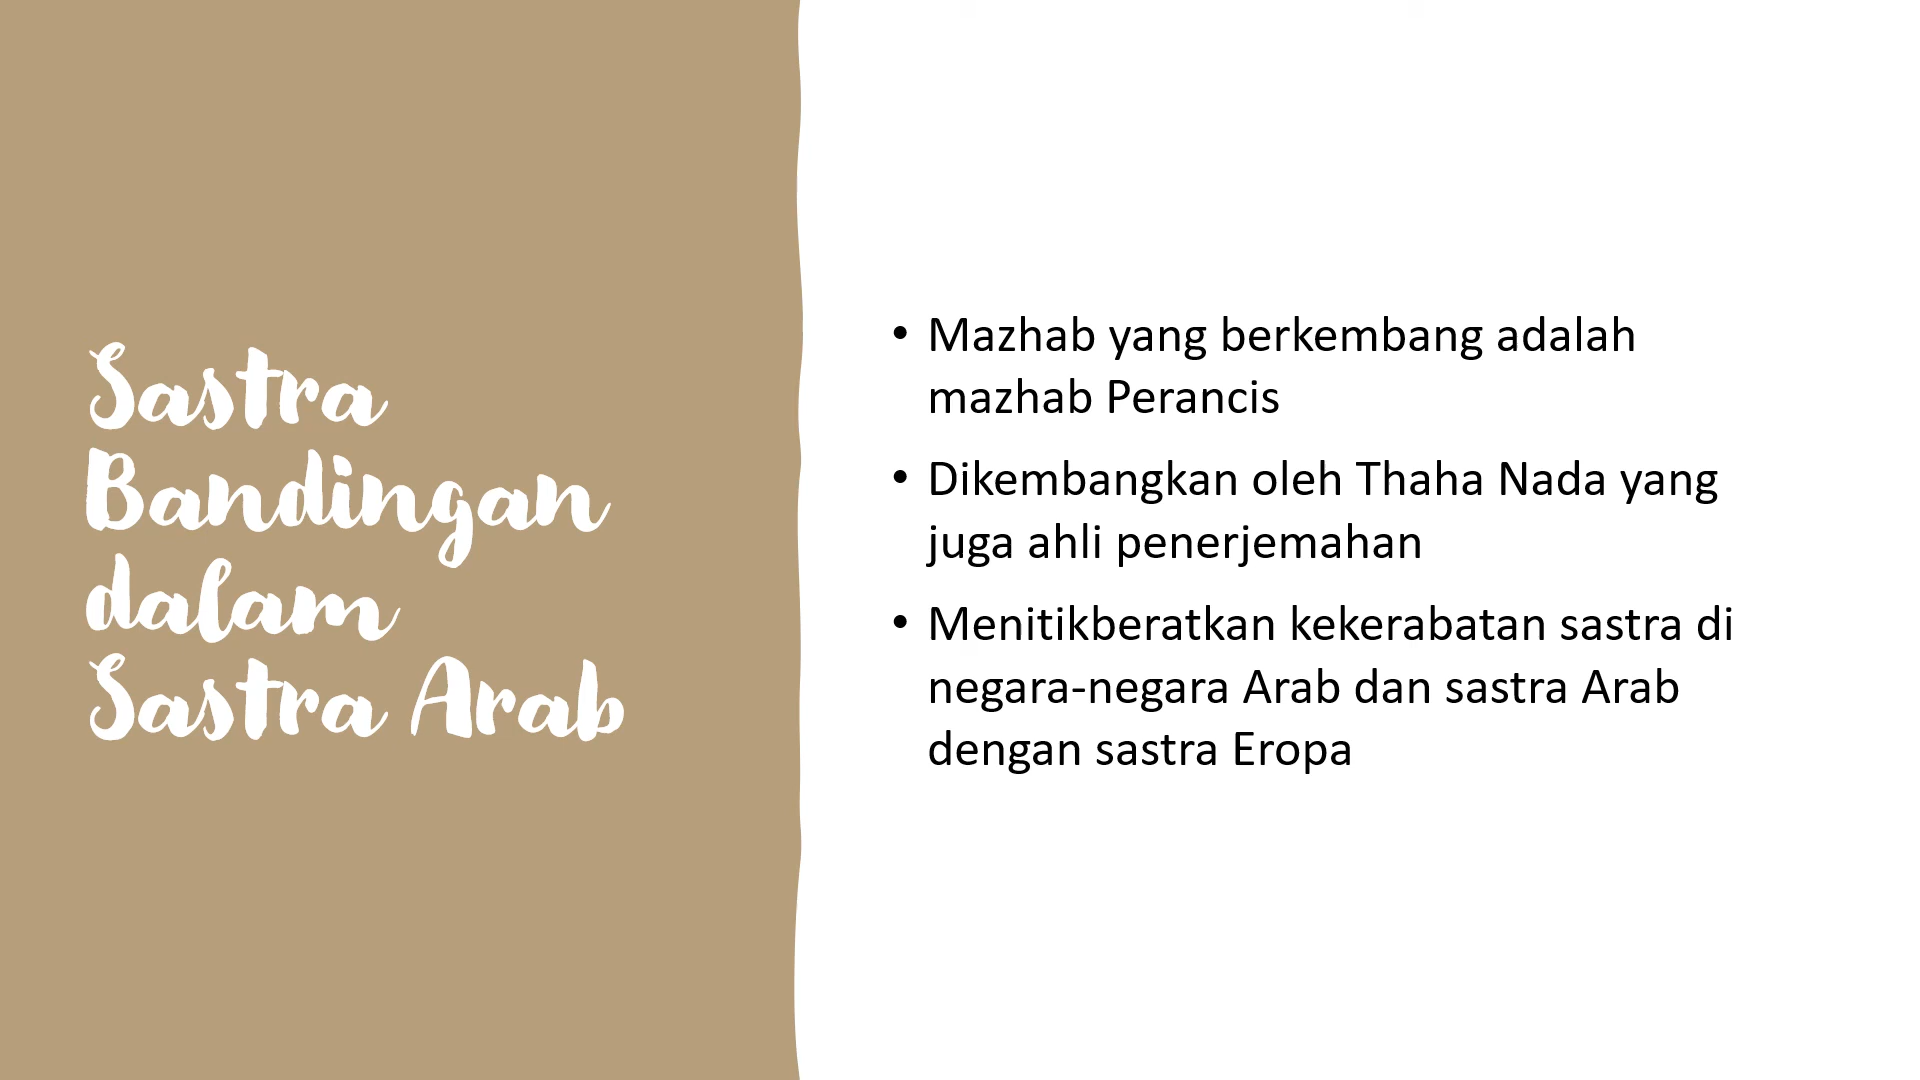 Sastra
Bandingan
dalam
Sastra Arab
• Mazhab yang berkembang adalah
mazhab Perancis
• Dikembangkan oleh Thaha Nada yang
juga ahli penerjemahan
• Menitikberatkan kekerabatan sastra di
negara-negara Arab dan sastra Arab
dengan sastra Eropa